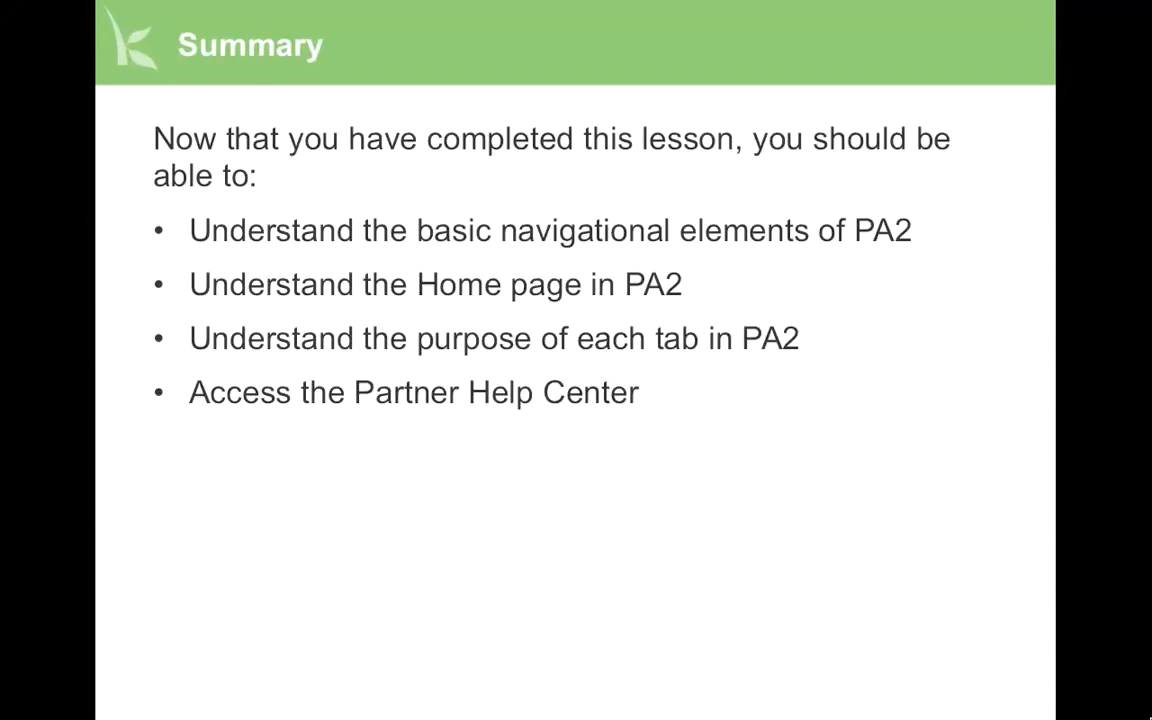 Summary
Now that you have completed this lesson, you should be
able to:
• Understand the basic navigational elements of PA2
• Understand the Home page in PA2
• Understand the purpose of each tab in PA2
• Access the Partner Help Center